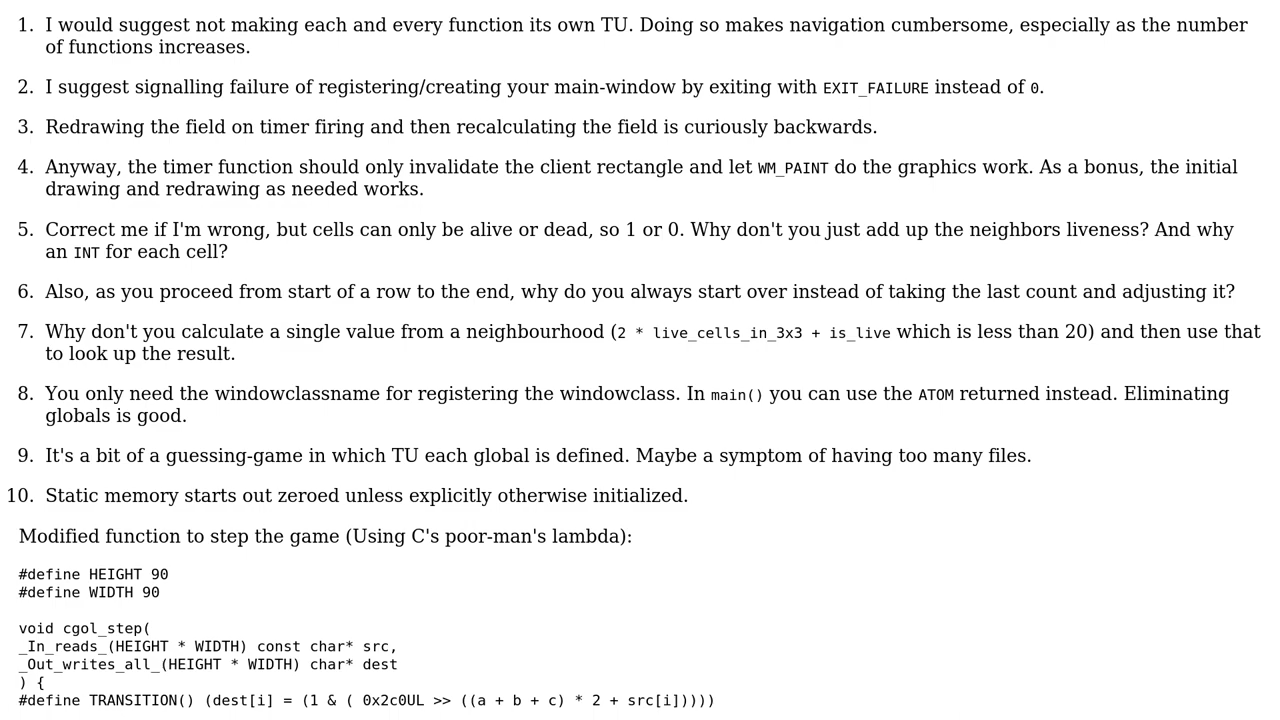 1. I would suggest not making each and every function its own TU. Doing so makes navigation cumbersome, especially as the number
of functions increases.
2. I suggest signalling failure of registering/creating your main-window by exiting with EXIT_FAILURE instead of 0.
3. Redrawing the field on timer firing and then recalculating the field is curiously backwards.
4. Anyway, the timer function should only invalidate the client rectangle and let WM_PAINT do the graphics work. As a bonus, the initial
drawing and redrawing as needed works.
5. Correct me if I'm wrong, but cells can only be alive or dead, so 1 or 0. Why don't you just add up the neighbors liveness? And why
an INT for each cell?
6. Also, as you proceed from start of a row to the end, why do you always start over instead of taking the last count and adjusting it?
7. Why don't you calculate a single value from a neighbourhood (2 * live_cells_in_3x3 + is_live which is less than 20) and then use that
to look up the result.
8. You only need the windowclassname for registering the windowclass. In main() you can use the ATOM returned instead. Eliminating
globals is good.
9. It's a bit of a guessing-game in which TU each global is defined. Maybe a symptom of having too many files.
10. Static memory starts out zeroed unless explicitly otherwise initialized.
Modified function to step the game (Using C's poor-man's lambda):
#define HEIGHT 90
#define WIDTH 90
void cgol_step(
_In_reads_(HEIGHT * WIDTH) const char* src,
_Out_writes_all_(HEIGHT * WIDTH) char* dest
) {
#define TRANSITION() (dest[i] = (1 & ( 0x2c0UL >> ((a + b + c) * 2 + src[i]))))